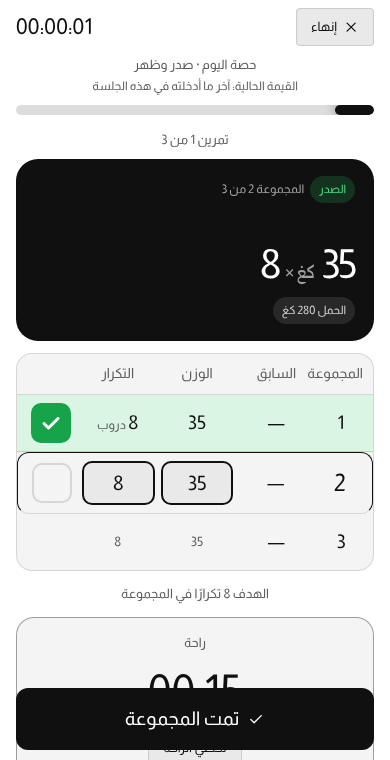 إنهاء
00:00:01
حصة اليوم · صدر وظهر
القيمة الحالية: آخر ما أدخلته في هذه الجلسة
تمرين 1 من 3
الصدر المجموعة 2 من 3
35 كغ × 8
الحمل 280 كغ
المجموعة السابق الوزن التكرار
1 — 35 8 دروب
2 — 35 8
3 — 35 8
الهدف 8 تكرارًا في المجموعة
راحة
00:15
تمت المجموعة